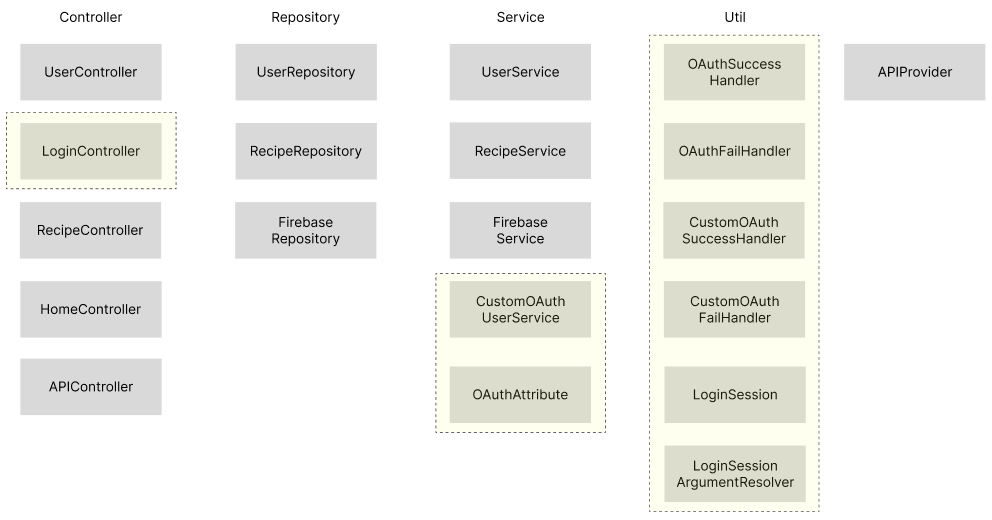 Controller
Repository
Service
Util
UserController
UserRepository
UserService
OAuthSuccess
Handler
APIProvider
LoginController
RecipeRepository
RecipeService
OAuthFailHandler
RecipeController
Firebase
Repository
Firebase
Service
CustomOAuth
SuccessHandler
HomeController
CustomOAuth
UserService
CustomOAuth
FailHandler
APIController
OAuthAttribute
LoginSession
LoginSession
ArgumentResolver